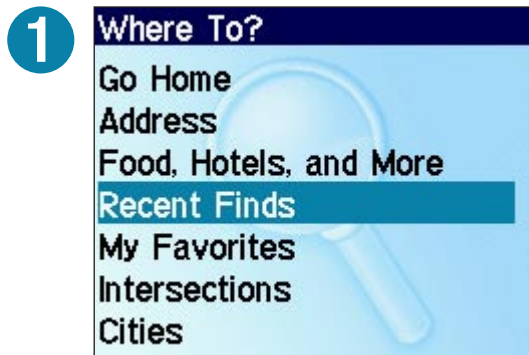 1
Where To?
Go Home
Address
Food, Hotels, and More
Recent Finds
My Favorites
Intersections
Cities